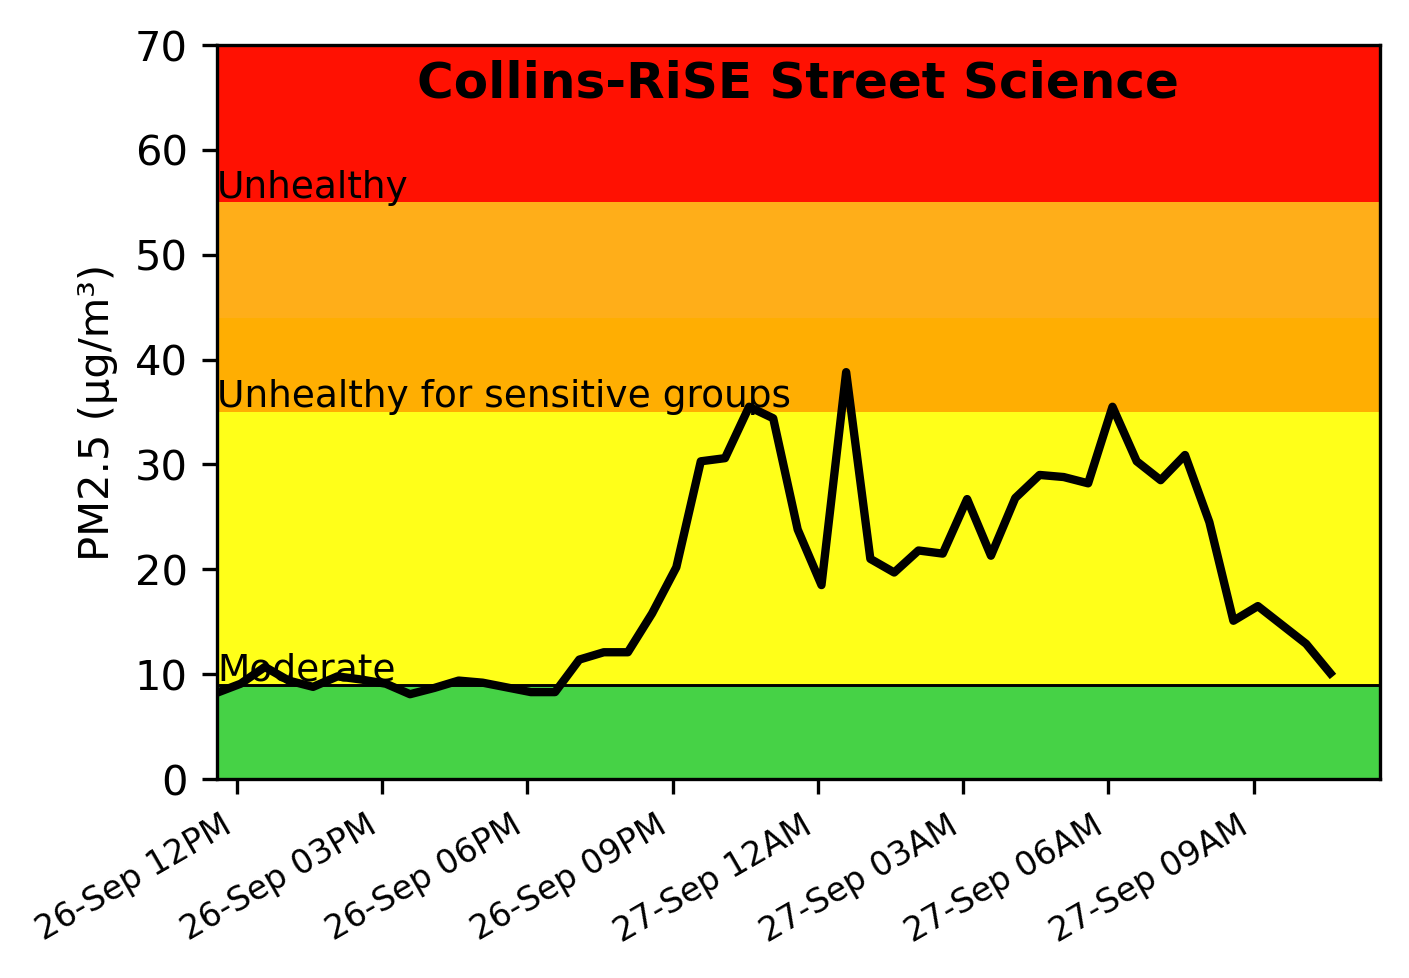 Collins-RiSE Street Science
PM2.5 (µg/m³)
70
60
Unhealthy
50
40
Unhealthy for sensitive groups
30
20
10
Moderate
0
26-Sep 12PM
26-Sep 03PM
26-Sep 06PM
26-Sep 09PM
27-Sep 12AM
27-Sep 03AM
27-Sep 06AM
27-Sep 09AM